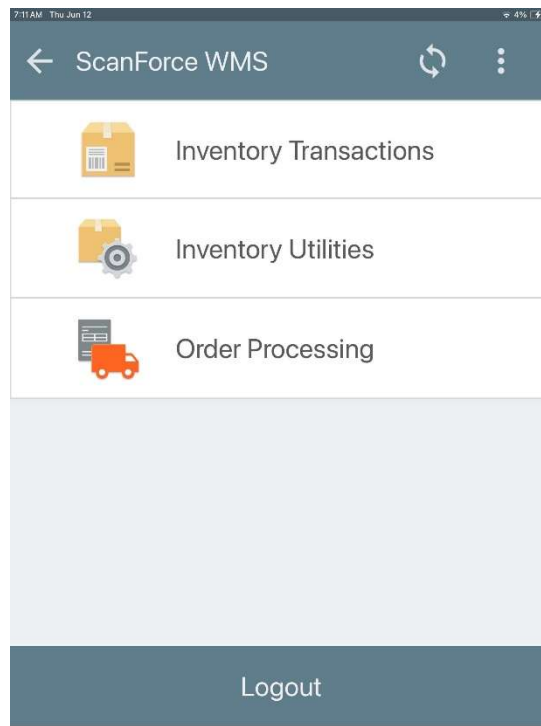 7:11 AM Thu Jun 12 4%
ScanForce WMS
Inventory Transactions
Inventory Utilities
Order Processing
Logout